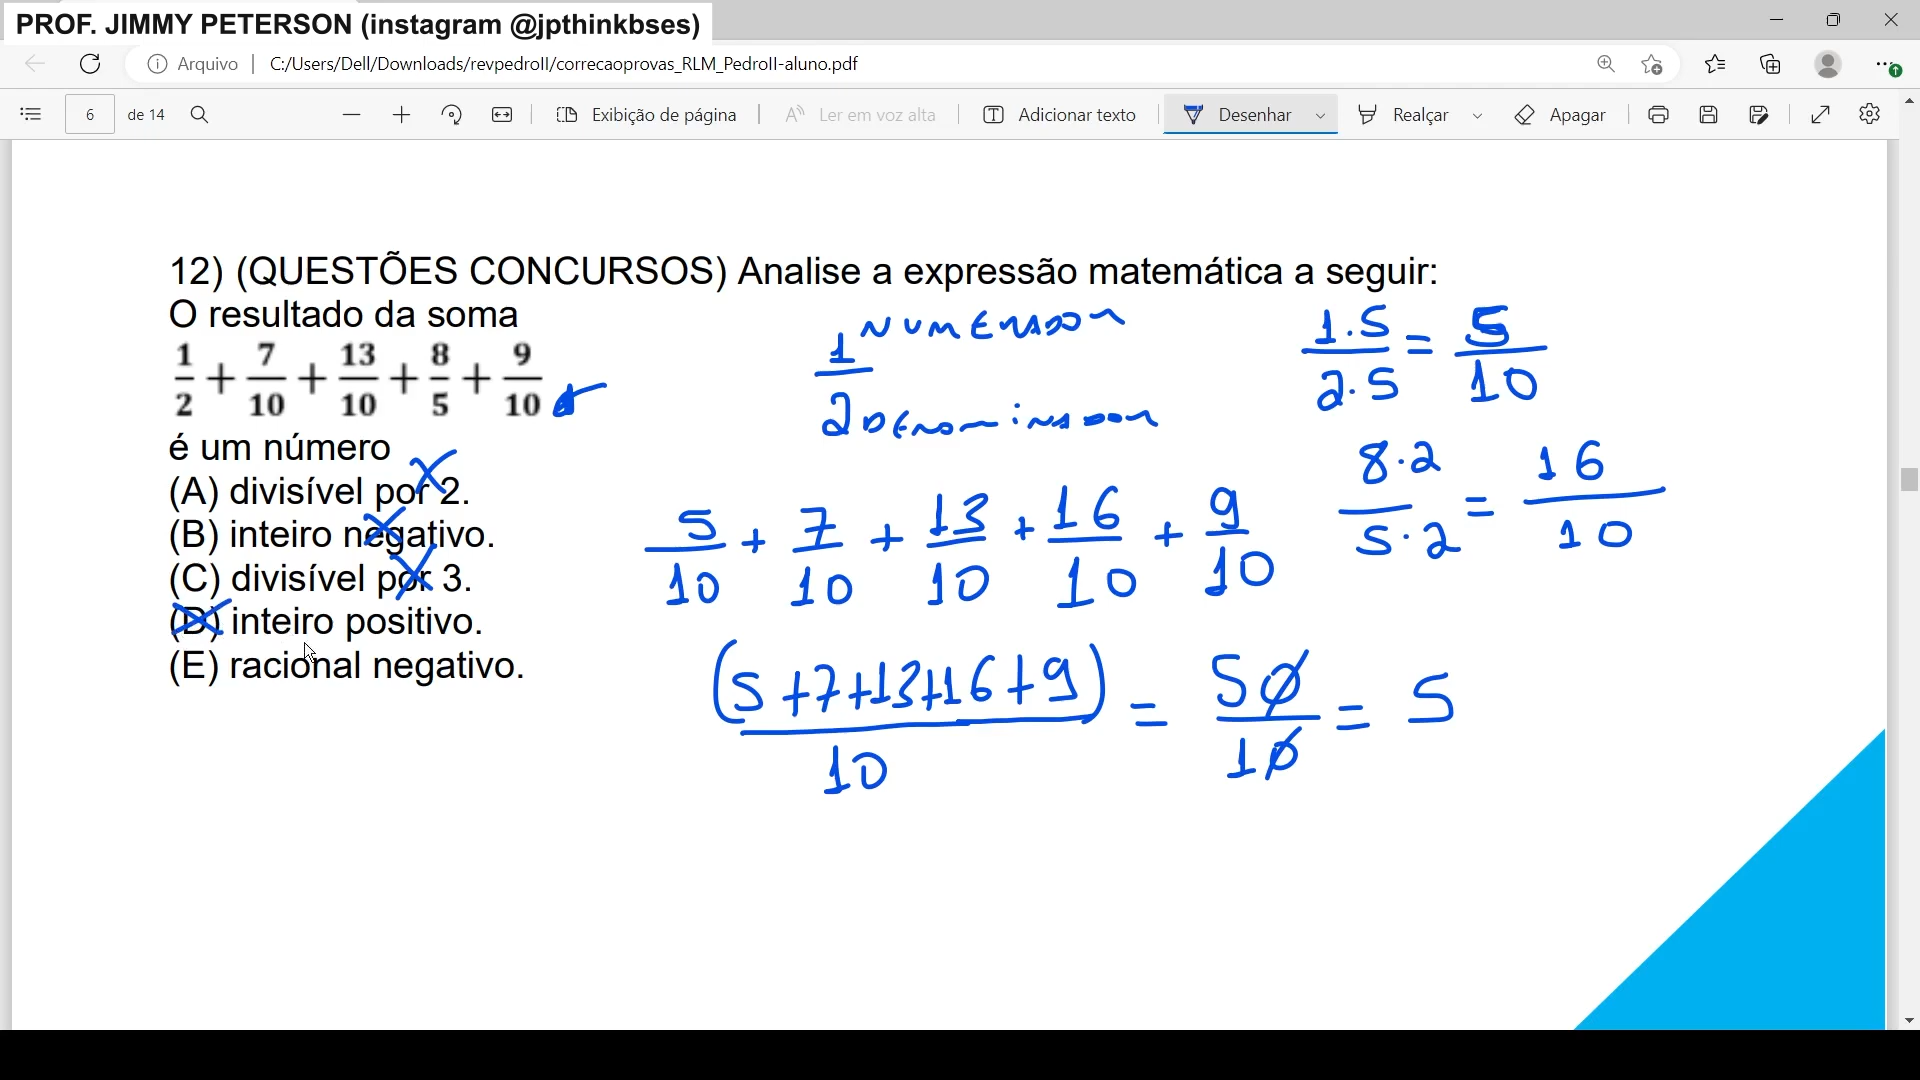 PROF. JIMMY PETERSON (instagram @jpthinkbses)
Arquivo | C:/Users/Dell/Downloads/revpedroII/correcaoprovas_RLM_PedroII-aluno.pdf
6 de 14 Exibição de página Ler em voz alta Adicionar texto Desenhar Realçar Apagar
12) (QUESTÕES CONCURSOS) Analise a expressão matemática a seguir:
O resultado da soma
1/2 + 7/10 + 13/10 + 8/5 + 9/10
é um número
(A) divisível por 2.
(B) inteiro negativo.
(C) divisível por 3.
(D) inteiro positivo.
(E) racional negativo.
1 NUMERADOR
2 DENOMINADOR
1.5/2.5 = 5/10
8.2/5.2 = 16/10
5/10 + 7/10 + 13/10 + 16/10 + 9/10
(5+7+13+16+9)/10 = 50/10 = 5